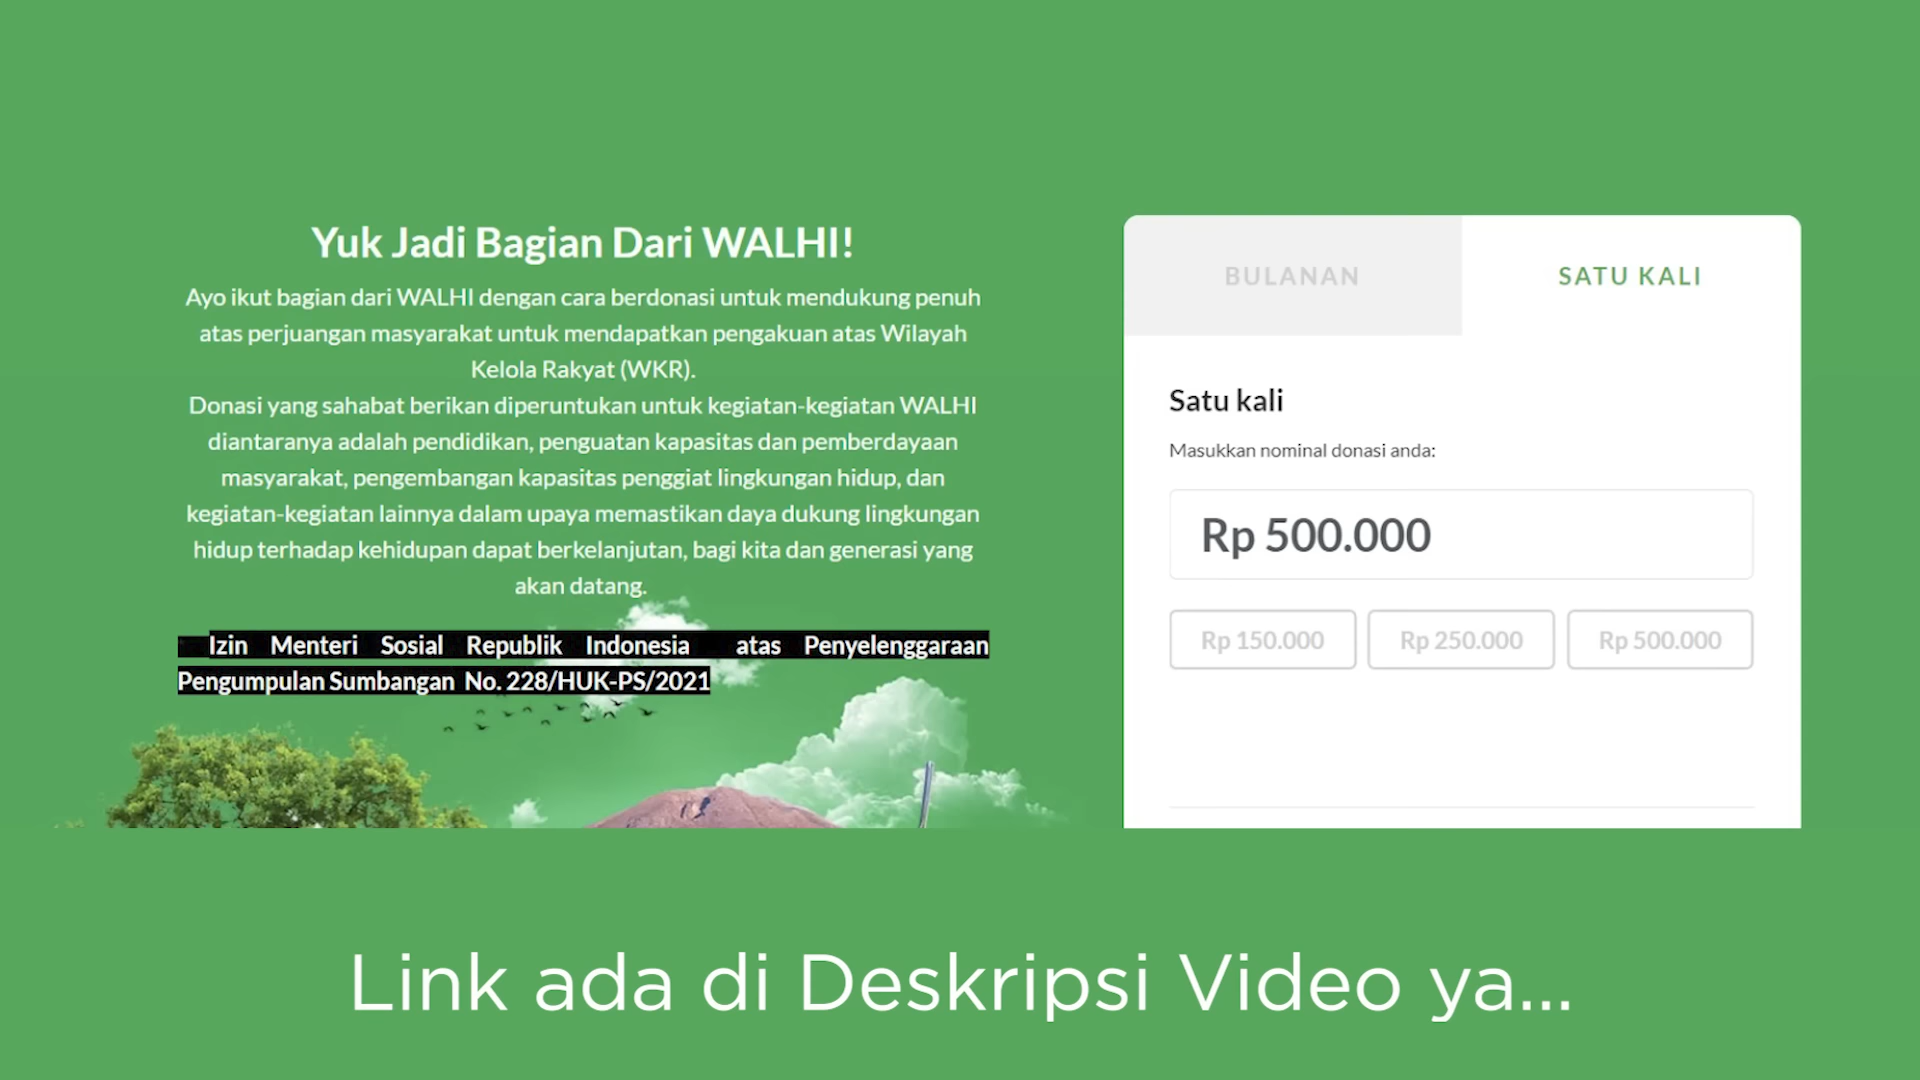 Yuk Jadi Bagian Dari WALHI!
Ayo ikut bagian dari WALHI dengan cara berdonasi untuk mendukung penuh
atas perjuangan masyarakat untuk mendapatkan pengakuan atas Wilayah
Kelola Rakyat (WKR).
Donasi yang sahabat berikan diperuntukan untuk kegiatan-kegiatan WALHI
diantaranya adalah pendidikan, penguatan kapasitas dan pemberdayaan
masyarakat, pengembangan kapasitas penggiat lingkungan hidup, dan
kegiatan-kegiatan lainnya dalam upaya memastikan daya dukung lingkungan
hidup terhadap kehidupan dapat berkelanjutan, bagi kita dan generasi yang
akan datang.
Izin Menteri Sosial Republik Indonesia atas Penyelenggaraan
Pengumpulan Sumbangan No. 228/HUK-PS/2021
BULANAN
SATU KALI
Satu kali
Masukkan nominal donasi anda:
Rp 500.000
Rp 150.000
Rp 250.000
Rp 500.000
Link ada di Deskripsi Video ya...